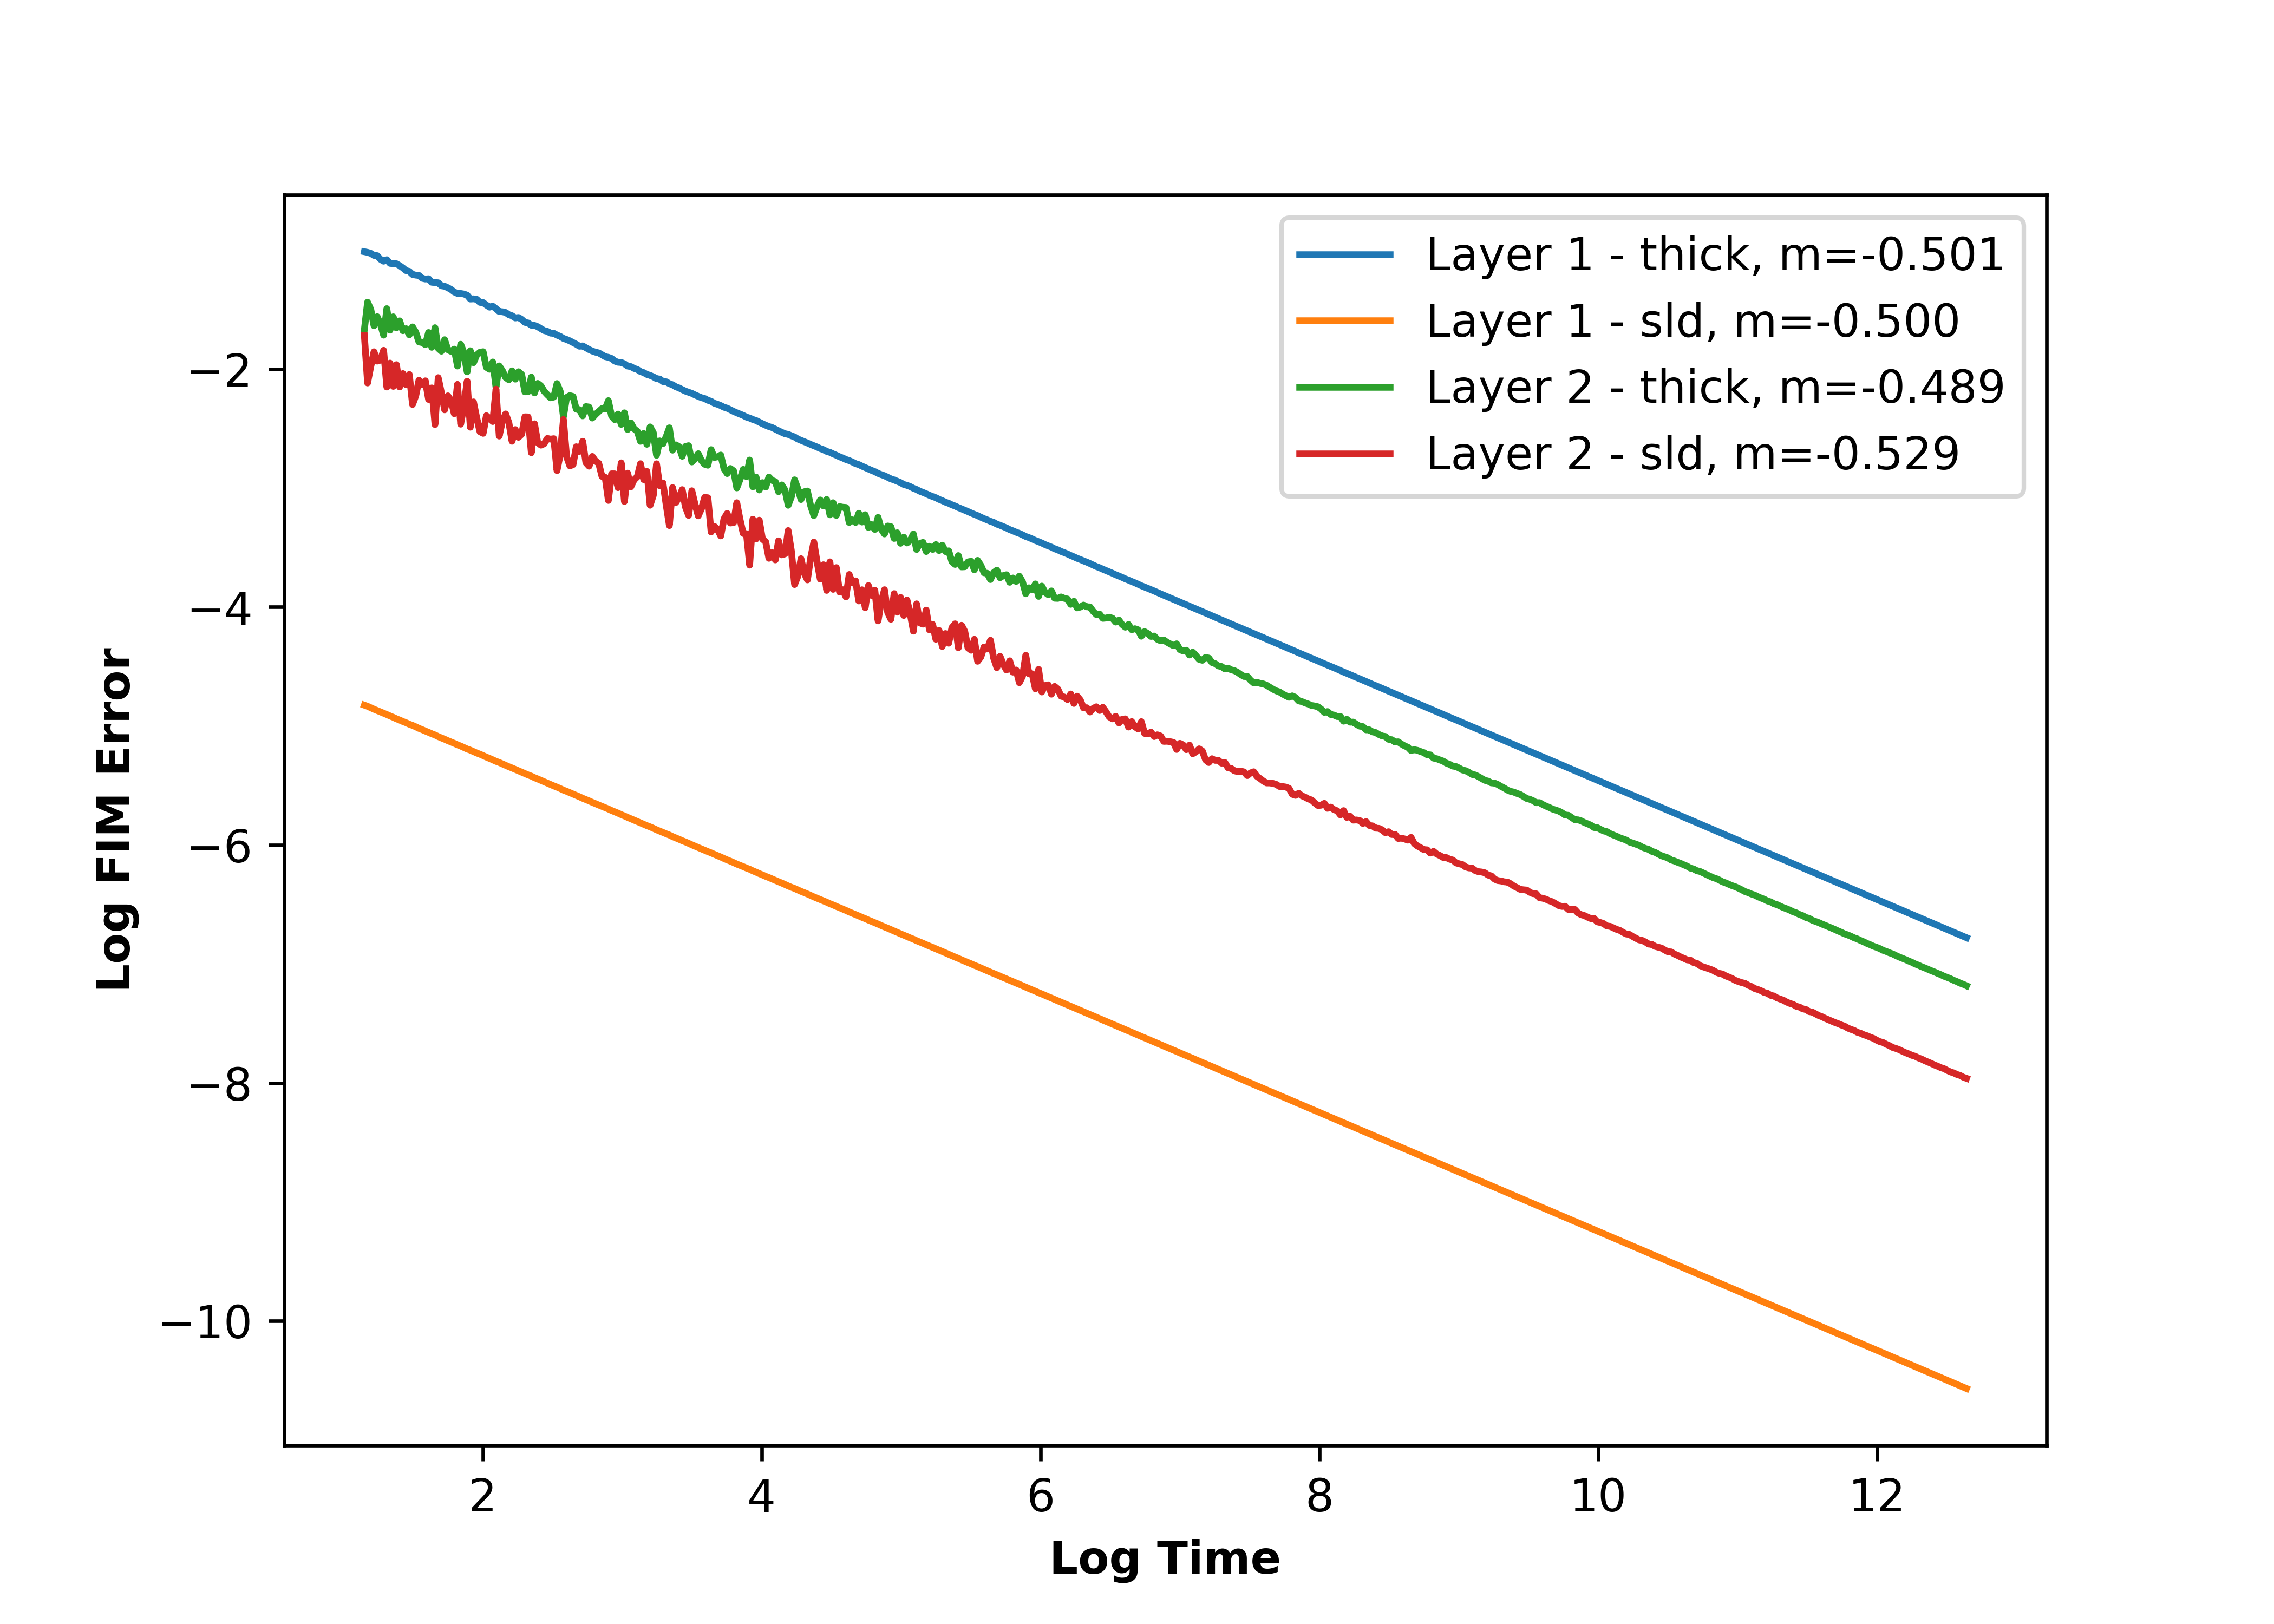 Layer 1 - thick, m=-0.501
Layer 1 - sld, m=-0.500
Layer 2 - thick, m=-0.489
Layer 2 - sld, m=-0.529
Log FIM Error
−2
−4
−6
−8
−10
2 4 6 8 10 12
Log Time